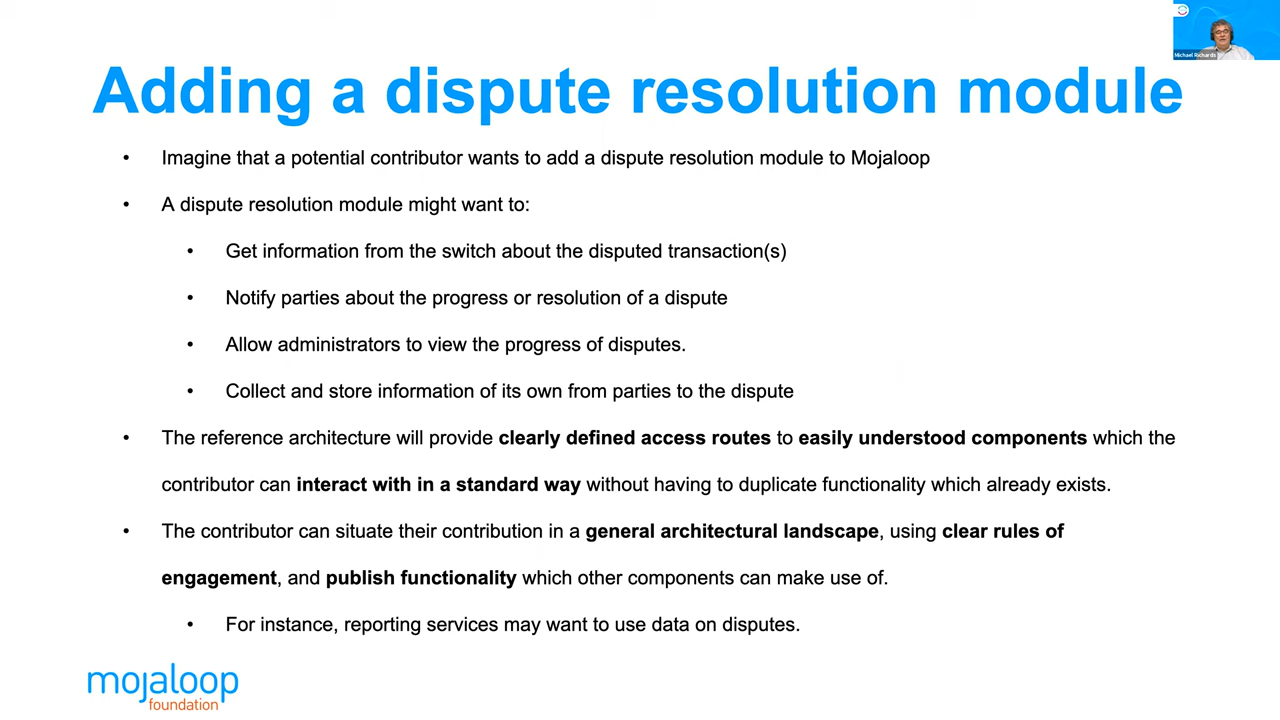 Michael Richards
Adding a dispute resolution module
• Imagine that a potential contributor wants to add a dispute resolution module to Mojaloop
• A dispute resolution module might want to:
• Get information from the switch about the disputed transaction(s)
• Notify parties about the progress or resolution of a dispute
• Allow administrators to view the progress of disputes.
• Collect and store information of its own from parties to the dispute
• The reference architecture will provide clearly defined access routes to easily understood components which the
contributor can interact with in a standard way without having to duplicate functionality which already exists.
• The contributor can situate their contribution in a general architectural landscape, using clear rules of
engagement, and publish functionality which other components can make use of.
• For instance, reporting services may want to use data on disputes.
mojaloop
foundation